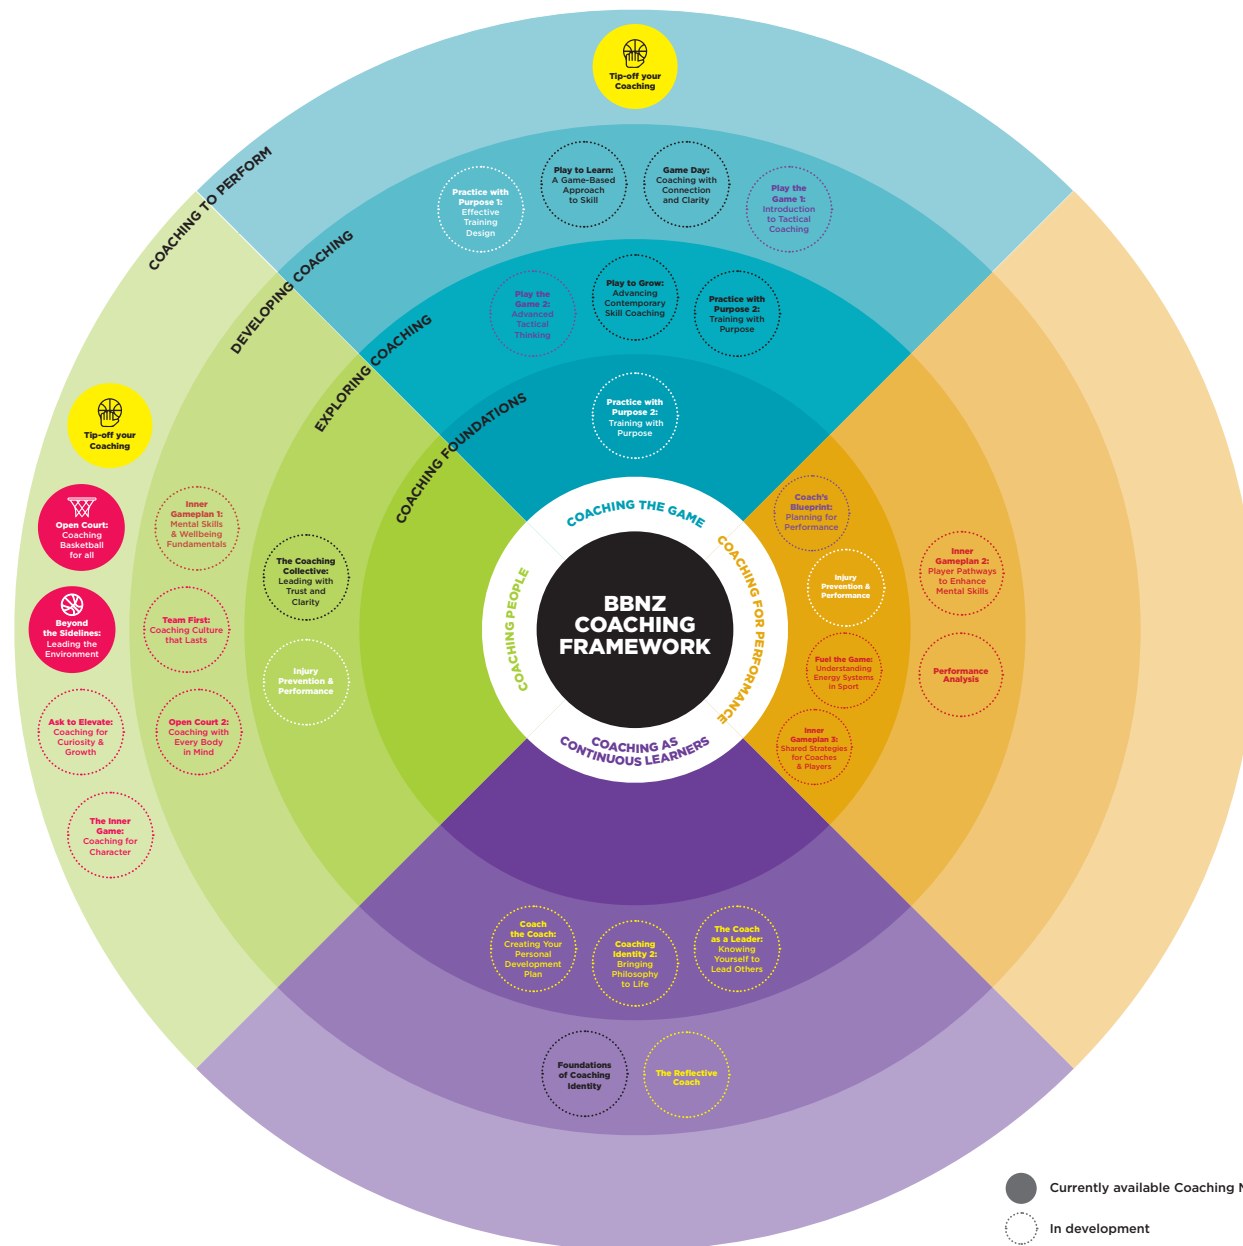 Tip-off your
Coaching
COACHING TO PERFORM
DEVELOPING COACHING
EXPLORING COACHING
COACHING FOUNDATIONS
Practice with
Purpose 1:
Effective
Training
Design
Play to Learn:
A Game-Based
Approach
to Skill
Game Day:
Coaching with
Connection
and Clarity
Play the
Game 1:
Introduction
to Tactical
Coaching
Play the
Game 2:
Advanced
Tactical
Thinking
Play to Grow:
Advancing
Contemporary
Skill Coaching
Practice with
Purpose 2:
Training with
Purpose
Practice with
Purpose 2:
Training with
Purpose
COACHING THE GAME
COACHING FOR PERFORMANCE
COACHING AS
CONTINUOUS LEARNERS
COACHING PEOPLE
BBNZ
COACHING
FRAMEWORK
Tip-off your
Coaching
Open Court:
Coaching
Basketball
for all
Beyond
the Sidelines:
Leading the
Environment
Ask to Elevate:
Coaching for
Curiosity &
Growth
The Inner
Game:
Coaching for
Character
Inner
Gameplan 1:
Mental Skills
& Wellbeing
Fundamentals
Team First:
Coaching Culture
that Lasts
Open Court 2:
Coaching with
Every Body
in Mind
The Coaching
Collective:
Leading with
Trust and
Clarity
Injury
Prevention &
Performance
Coach's
Blueprint:
Planning for
Performance
Injury
Prevention &
Performance
Fuel the Game:
Understanding
Energy Systems
in Sport
Inner
Gameplan 3:
Shared Strategies
for Coaches
& Players
Inner
Gameplan 2:
Player Pathways
to Enhance
Mental Skills
Performance
Analysis
Coach
the Coach:
Creating Your
Personal
Development
Plan
Coaching
Identity 2:
Bringing
Philosophy
to Life
The Coach
as a Leader:
Knowing
Yourself to
Lead Others
Foundations
of Coaching
Identity
The Reflective
Coach
Currently available Coaching
In development